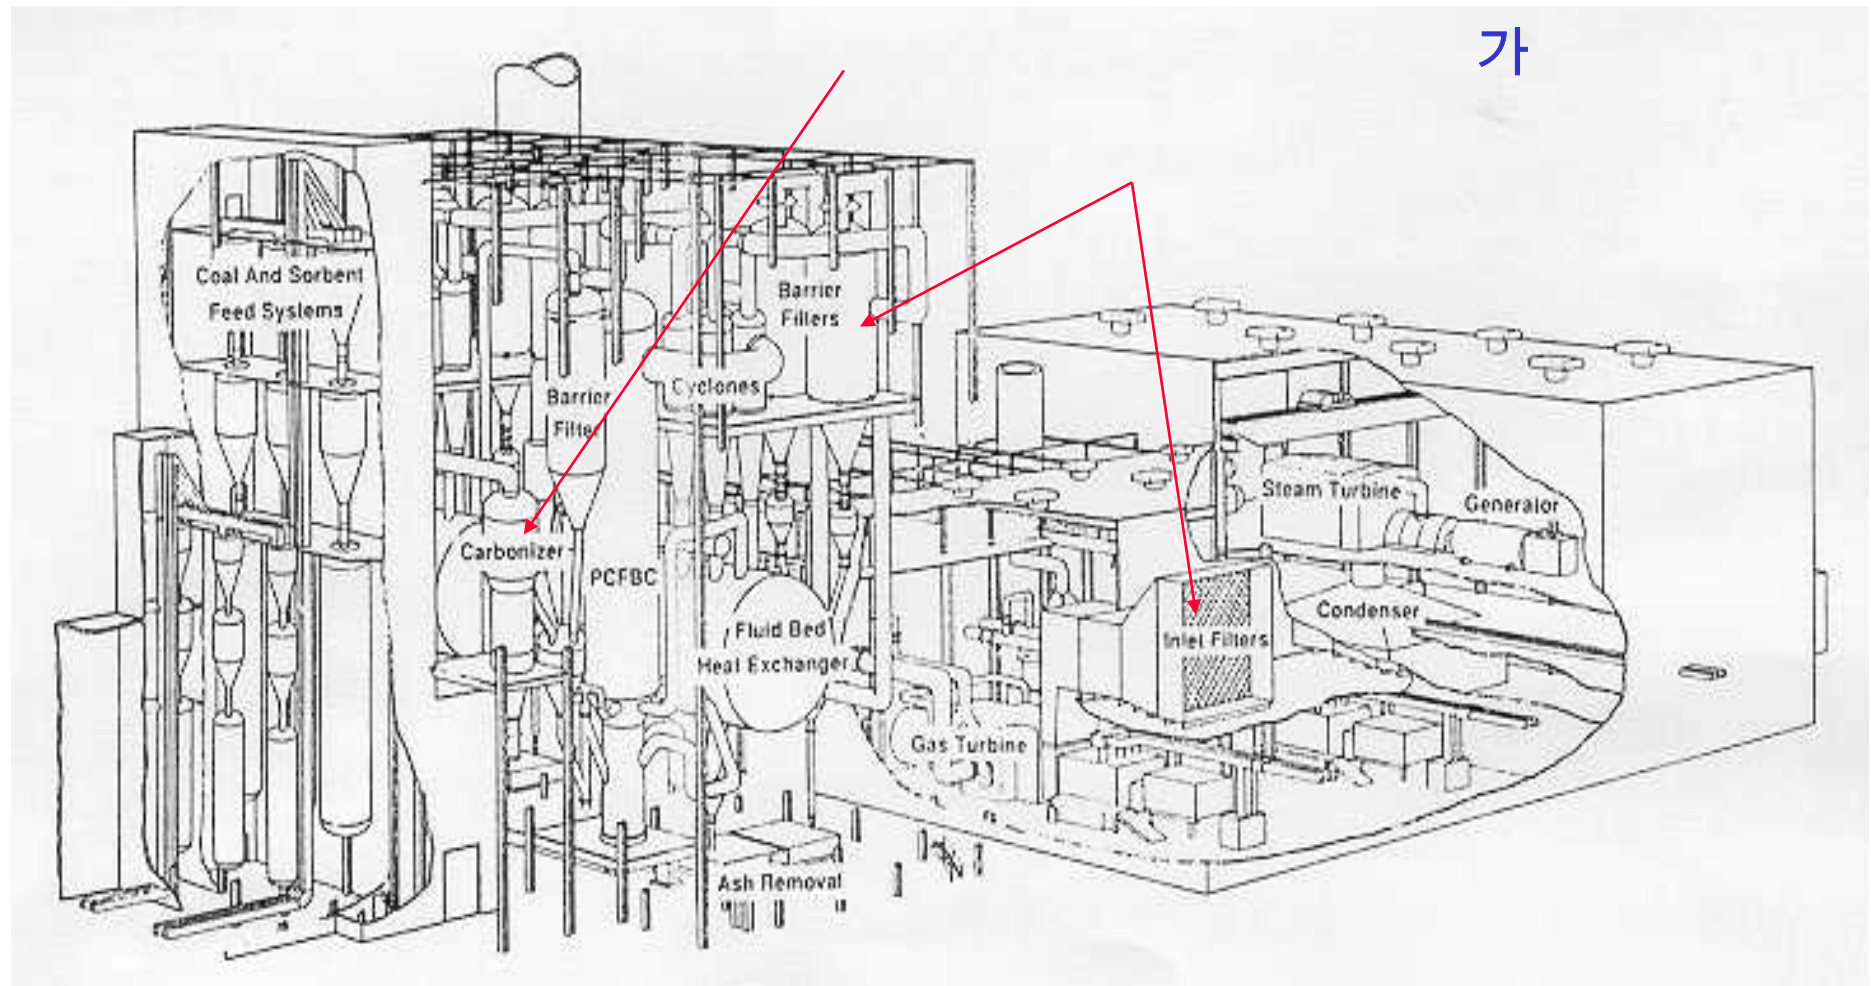 가
Coal And Sorbent
Feed Systems
Barrier
Filters
Cyclones
Barrier
Filter
Steam Turbine
Generator
Carbonizer
PCFBC
Condenser
Fluid Bed
Heat Exchanger
Inlet Filters
Gas Turbine
Ash Removal